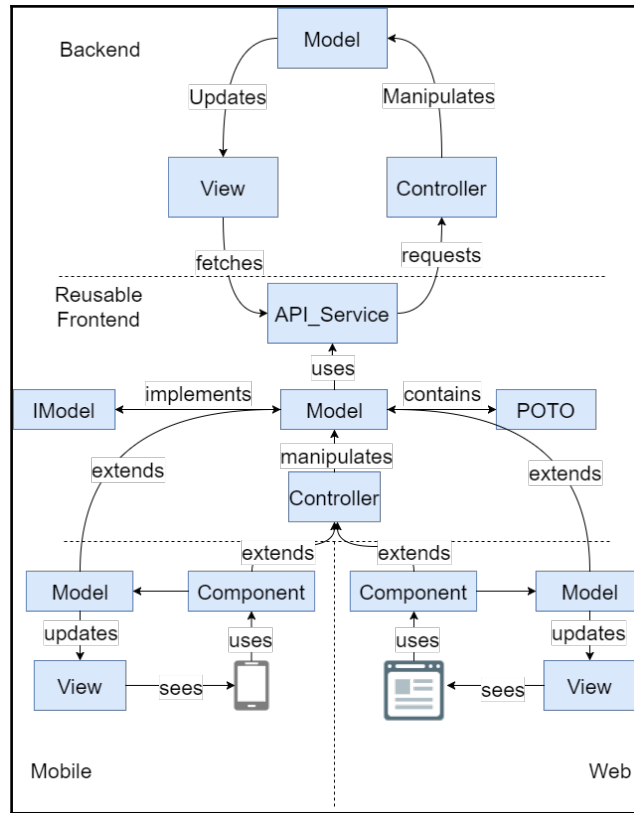 Model
Backend
Updates
Manipulates
View
Controller
fetches
requests
Reusable
Frontend
API_Service
uses
IModel
implements
Model
contains
POTO
manipulates
extends
extends
Controller
extends
extends
Model
Component
Component
Model
updates
uses
uses
updates
View
sees
sees
View
Mobile
Web